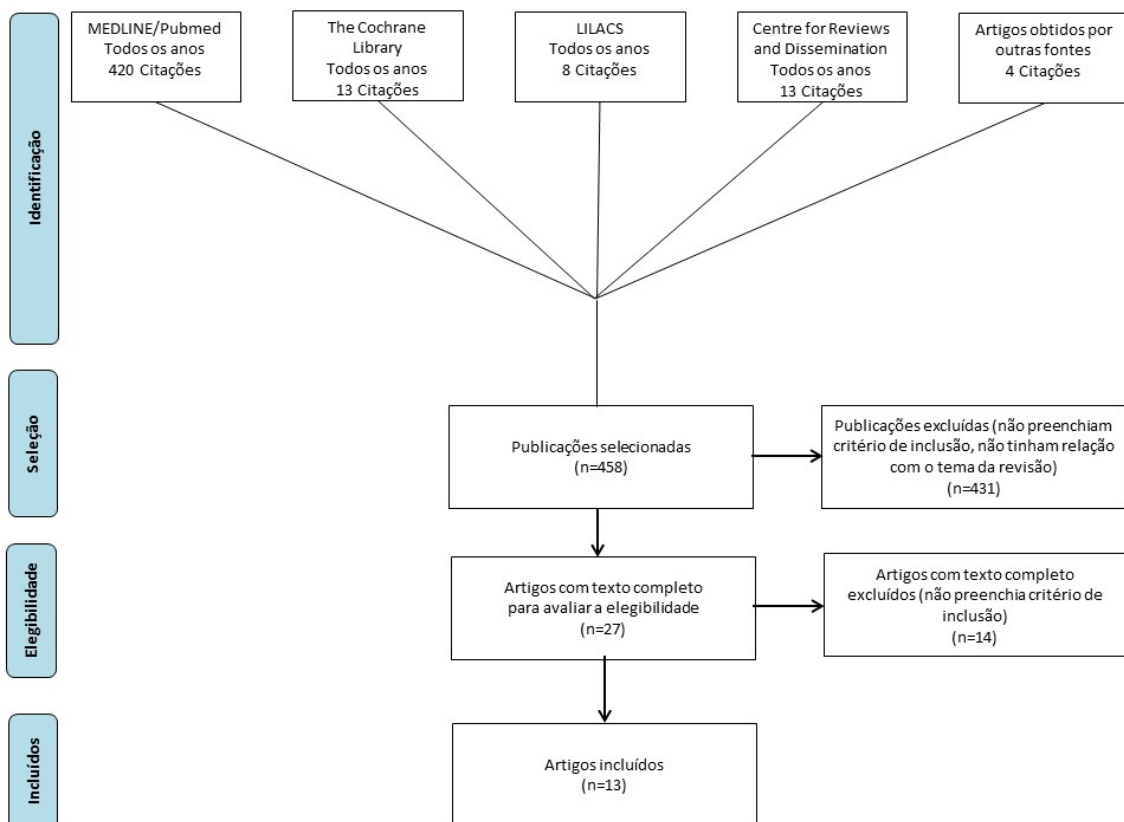 MEDLINE/Pubmed
Todos os anos
420 Citações
The Cochrane
Library
Todos os anos
13 Citações
LILACS
Todos os anos
8 Citações
Centre for Reviews
and Dissemination
Todos os anos
13 Citações
Artigos obtidos por
outras fontes
4 Citações
Identificação
Seleção
Publicações selecionadas
(n=458)
Publicações excluídas (não preenchiam
critério de inclusão, não tinham relação
com o tema da revisão)
(n=431)
Elegibilidade
Artigos com texto completo
para avaliar a elegibilidade
(n=27)
Artigos com texto completo
excluídos (não preenchia critério de
inclusão)
(n=14)
Incluídos
Artigos incluídos
(n=13)